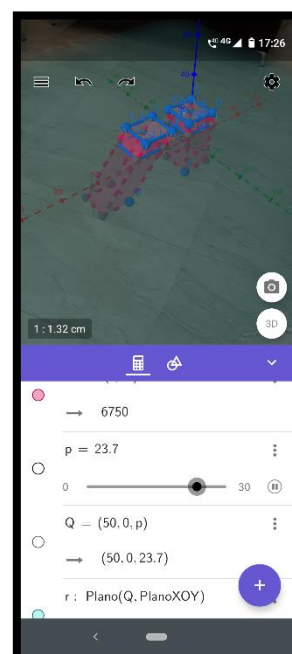 4G 17:26
3D
1 : 1.32 cm
→ 6750
p = 23.7
0 30
Q = (50, 0, p)
→ (50, 0, 23.7)
+
r : Plano(Q, PlanoXOY)